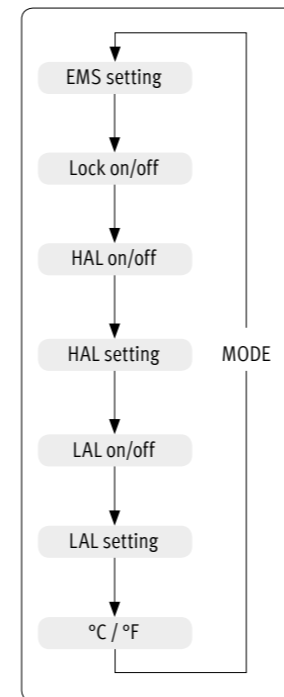 EMS setting
Lock on/off
HAL on/off
HAL setting
MODE
LAL on/off
LAL setting
°C / °F